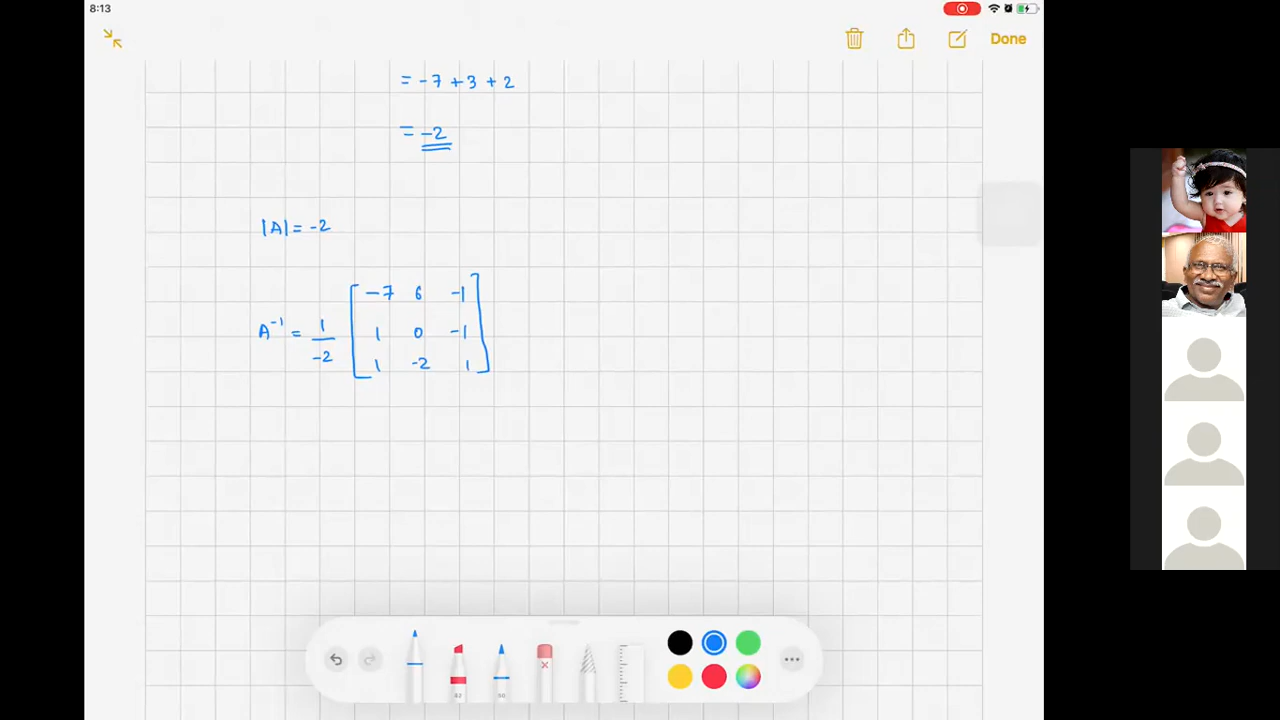 8:13
Done
= -7 + 3 + 2
= -2
|A| = -2
A⁻¹ = 1/-2 [ -7 6 -1
1 0 -1
1 -2 1 ]